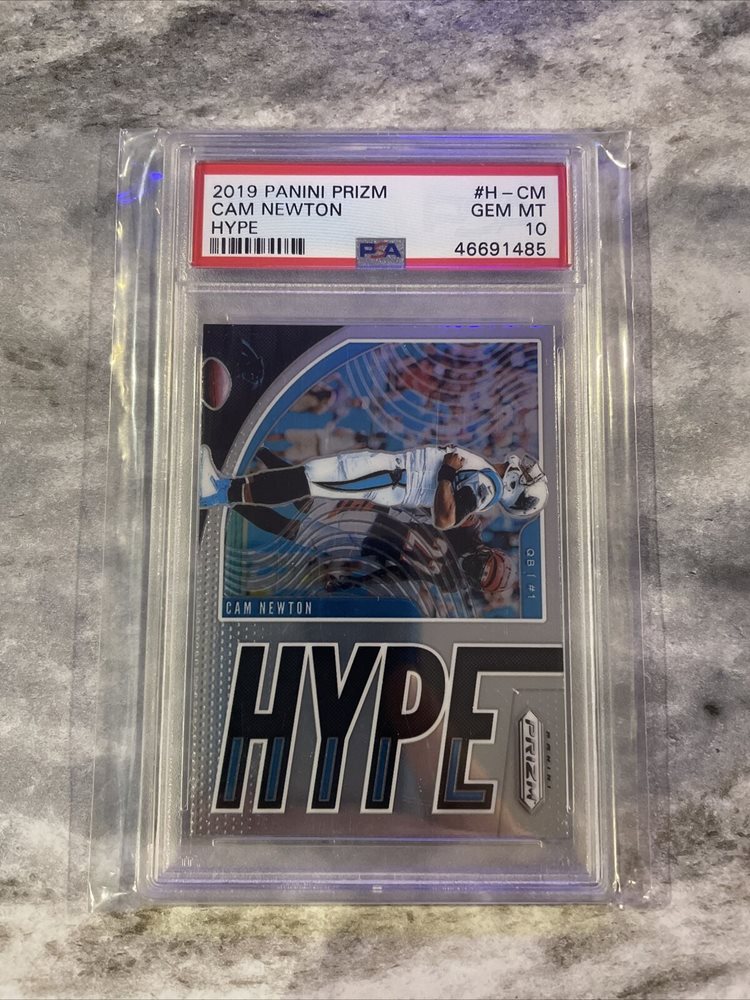 2019 PANINI PRIZM #H-CM
CAM NEWTON GEM MT
HYPE 10
PSA 46691485
CAM NEWTON
QB | #1
HYPE
PANINI
PRIZM